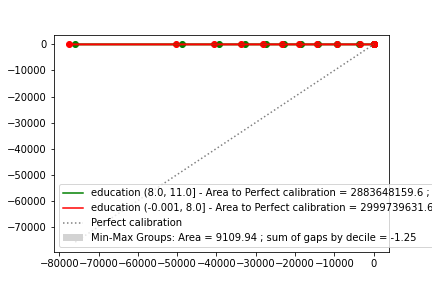 0
−10000
−20000
−30000
−40000
−50000
−60000
−70000
education (8.0, 11.0] - Area to Perfect calibration = 2883648159.6 ;
education (-0.001, 8.0] - Area to Perfect calibration = 2999739631.6
Perfect calibration
Min-Max Groups: Area = 9109.94 ; sum of gaps by decile = -1.25
−80000 −70000 −60000 −50000 −40000 −30000 −20000 −10000 0